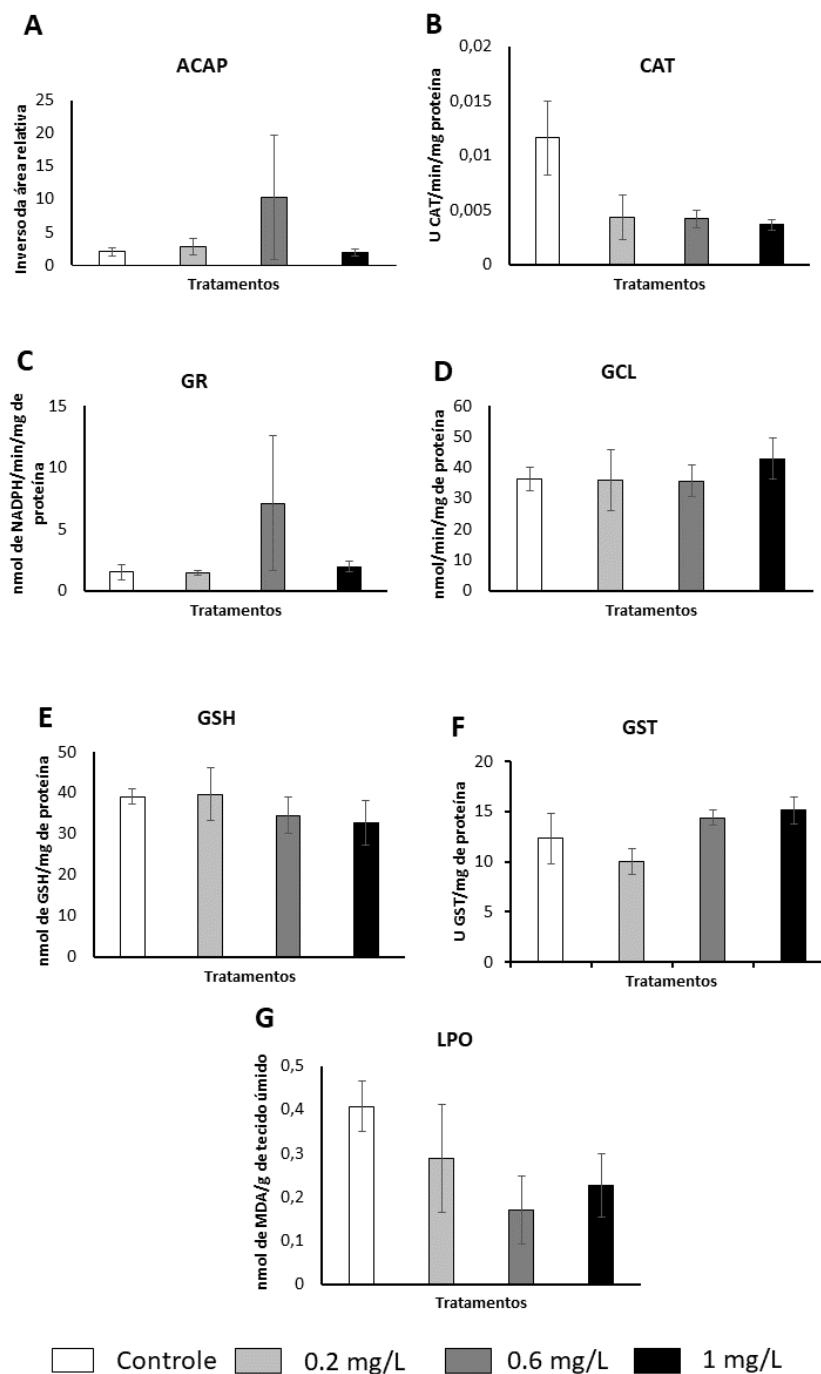 A
ACAP
Inverso da área relativa
25
20
15
10
5
0
Tratamentos
B
CAT
U CAT/min/mg proteína
0,02
0,015
0,01
0,005
0
Tratamentos
C
GR
nmol de NADPH/min/mg de
proteína
15
10
5
0
Tratamentos
D
GCL
nmol/min/mg de proteína
60
50
40
30
20
10
0
Tratamentos
E
GSH
nmol de GSH/mg de proteína
50
40
30
20
10
0
Tratamentos
F
GST
U GST/mg de proteína
20
15
10
5
0
Tratamentos
G
LPO
nmol de MDA/g de tecido úmido
0,5
0,4
0,3
0,2
0,1
0
Tratamentos
Controle 0.2 mg/L 0.6 mg/L 1 mg/L